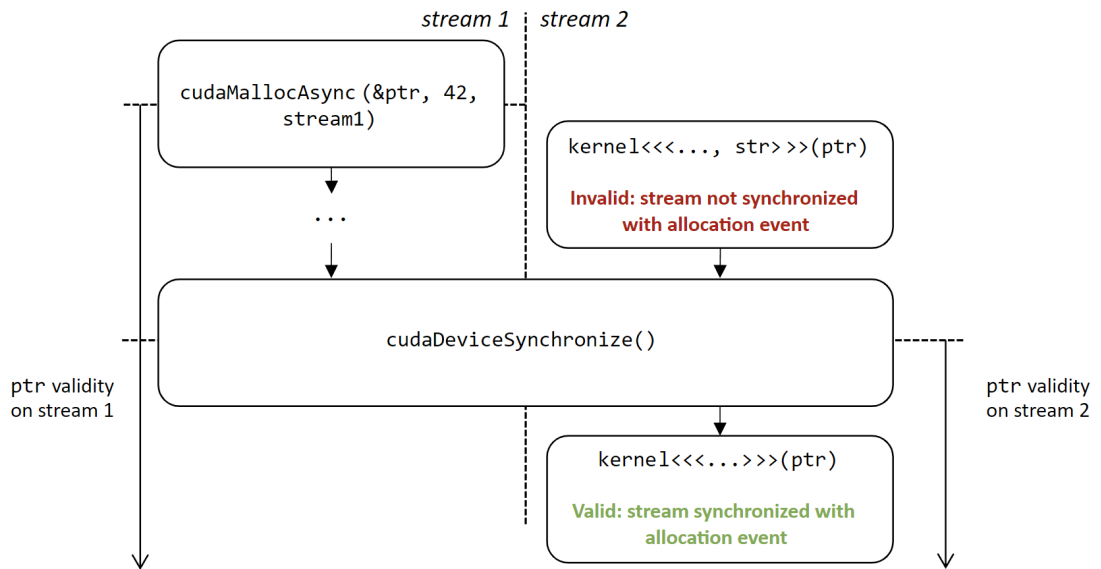 stream 1
stream 2
cudaMallocAsync (&ptr, 42,
stream1)
...
kernel<<<..., str> >>(ptr)
Invalid: stream not synchronized
with allocation event
cudaDeviceSynchronize()
ptr validity
on stream 1
ptr validity
on stream 2
kernel<<<...>>>(ptr)
Valid: stream synchronized with
allocation event